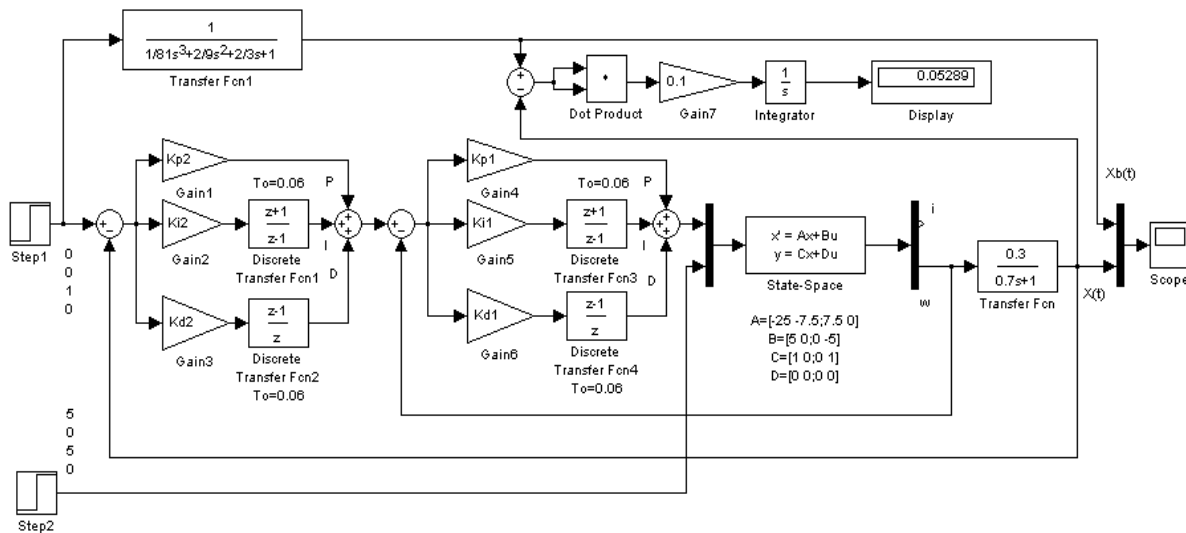 1
1/81s3+2/9s2+2/3s+1
Transfer Fcn1
+
−
Dot Product
0.1
Gain7
1
s
Integrator
0.05289
Display
Xb(t)
Step1
0
0
1
0
+
−
Kp2
Gain1
Ki2
Gain2
Kd2
Gain3
To=0.06
P
z+1
z-1
I
Discrete
Transfer Fcn1
D
z-1
z
Discrete
Transfer Fcn2
To=0.06
+
+
+
+
−
Kp1
Gain4
Ki1
Gain5
Kd1
Gain6
To=0.06
P
z+1
z-1
I
Discrete
Transfer Fcn3
D
z-1
z
Discrete
Transfer Fcn4
To=0.06
+
+
+
x' = Ax+Bu
y = Cx+Du
State-Space
A=[-25 -7.5;7.5 0]
B=[5 0;0 -5]
C=[1 0;0 1]
D=[0 0;0 0]
i
w
0.3
0.7s+1
Transfer Fcn
X(t)
Scope
5
0
5
0
Step2